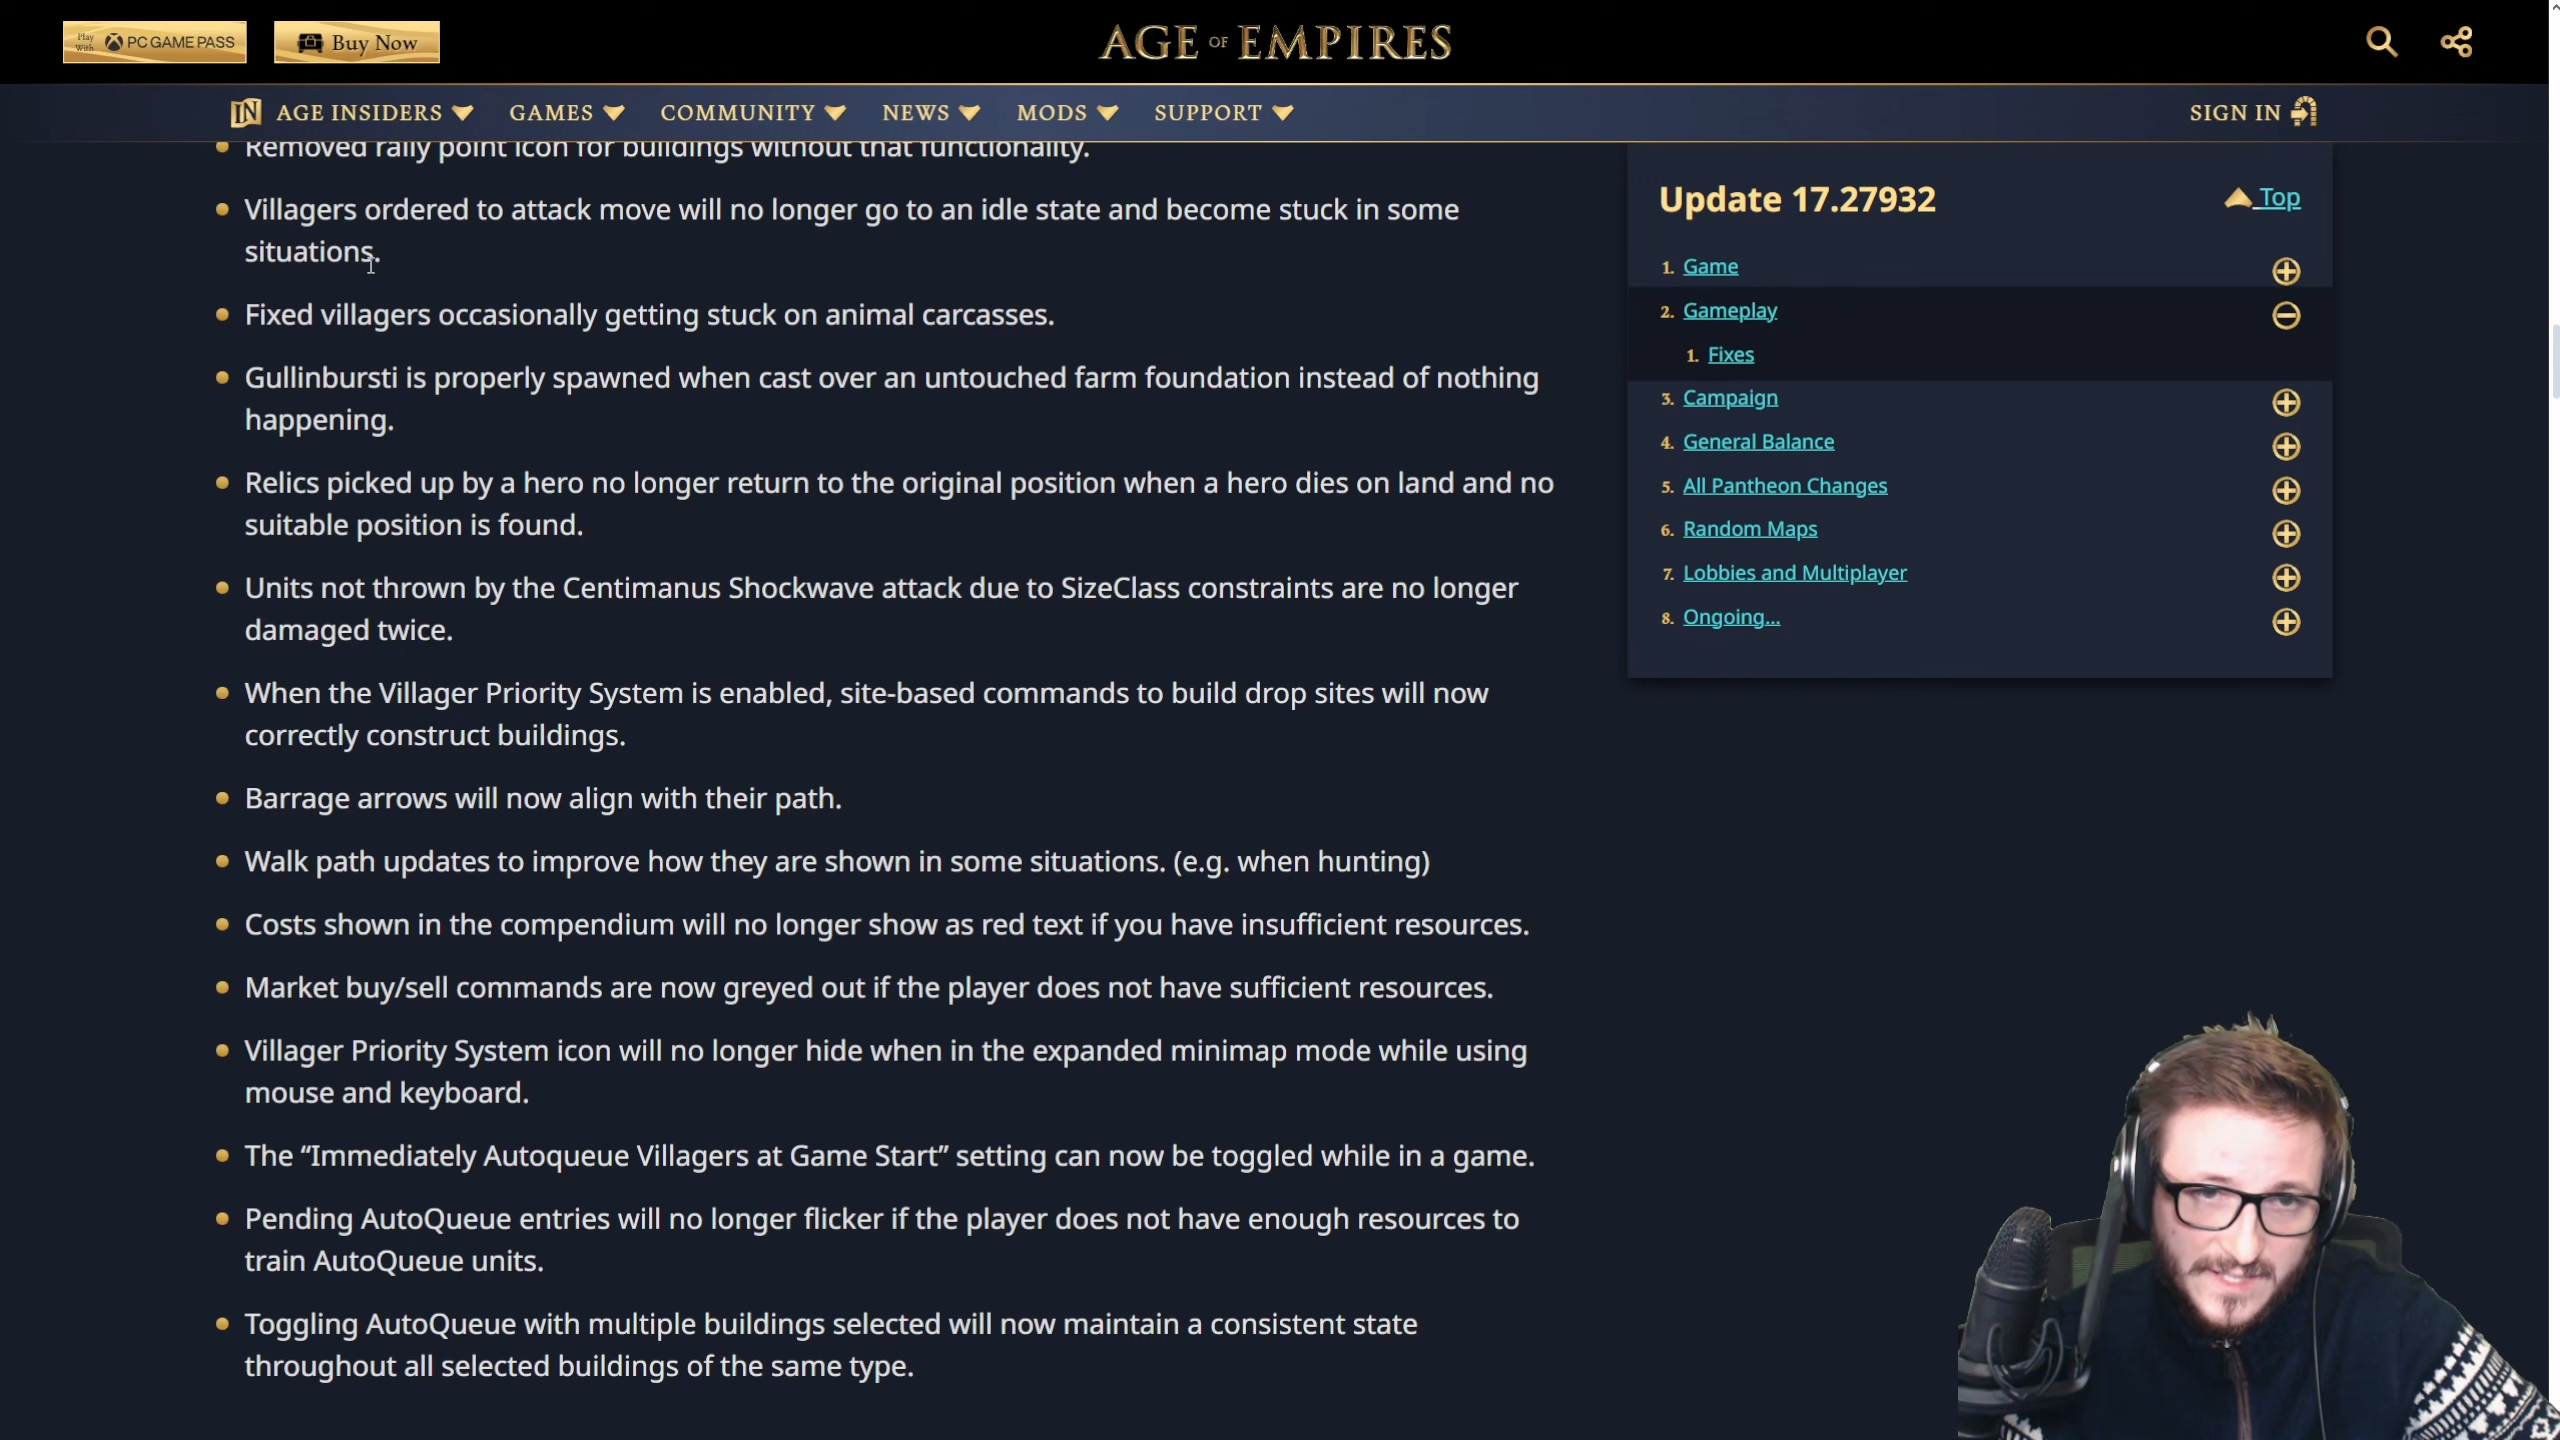 Play With PC GAME PASS
Buy Now
AGE OF EMPIRES
IN AGE INSIDERS GAMES COMMUNITY NEWS MODS SUPPORT SIGN IN
Removed rally point icon for buildings without that functionality.
Villagers ordered to attack move will no longer go to an idle state and become stuck in some
situations.
Fixed villagers occasionally getting stuck on animal carcasses.
Gullinbursti is properly spawned when cast over an untouched farm foundation instead of nothing
happening.
Relics picked up by a hero no longer return to the original position when a hero dies on land and no
suitable position is found.
Units not thrown by the Centimanus Shockwave attack due to SizeClass constraints are no longer
damaged twice.
When the Villager Priority System is enabled, site-based commands to build drop sites will now
correctly construct buildings.
Barrage arrows will now align with their path.
Walk path updates to improve how they are shown in some situations. (e.g. when hunting)
Costs shown in the compendium will no longer show as red text if you have insufficient resources.
Market buy/sell commands are now greyed out if the player does not have sufficient resources.
Villager Priority System icon will no longer hide when in the expanded minimap mode while using
mouse and keyboard.
The “Immediately Autoqueue Villagers at Game Start” setting can now be toggled while in a game.
Pending AutoQueue entries will no longer flicker if the player does not have enough resources to
train AutoQueue units.
Toggling AutoQueue with multiple buildings selected will now maintain a consistent state
throughout all selected buildings of the same type.
Update 17.27932
Top
1. Game
2. Gameplay
1. Fixes
3. Campaign
4. General Balance
5. All Pantheon Changes
6. Random Maps
7. Lobbies and Multiplayer
8. Ongoing...